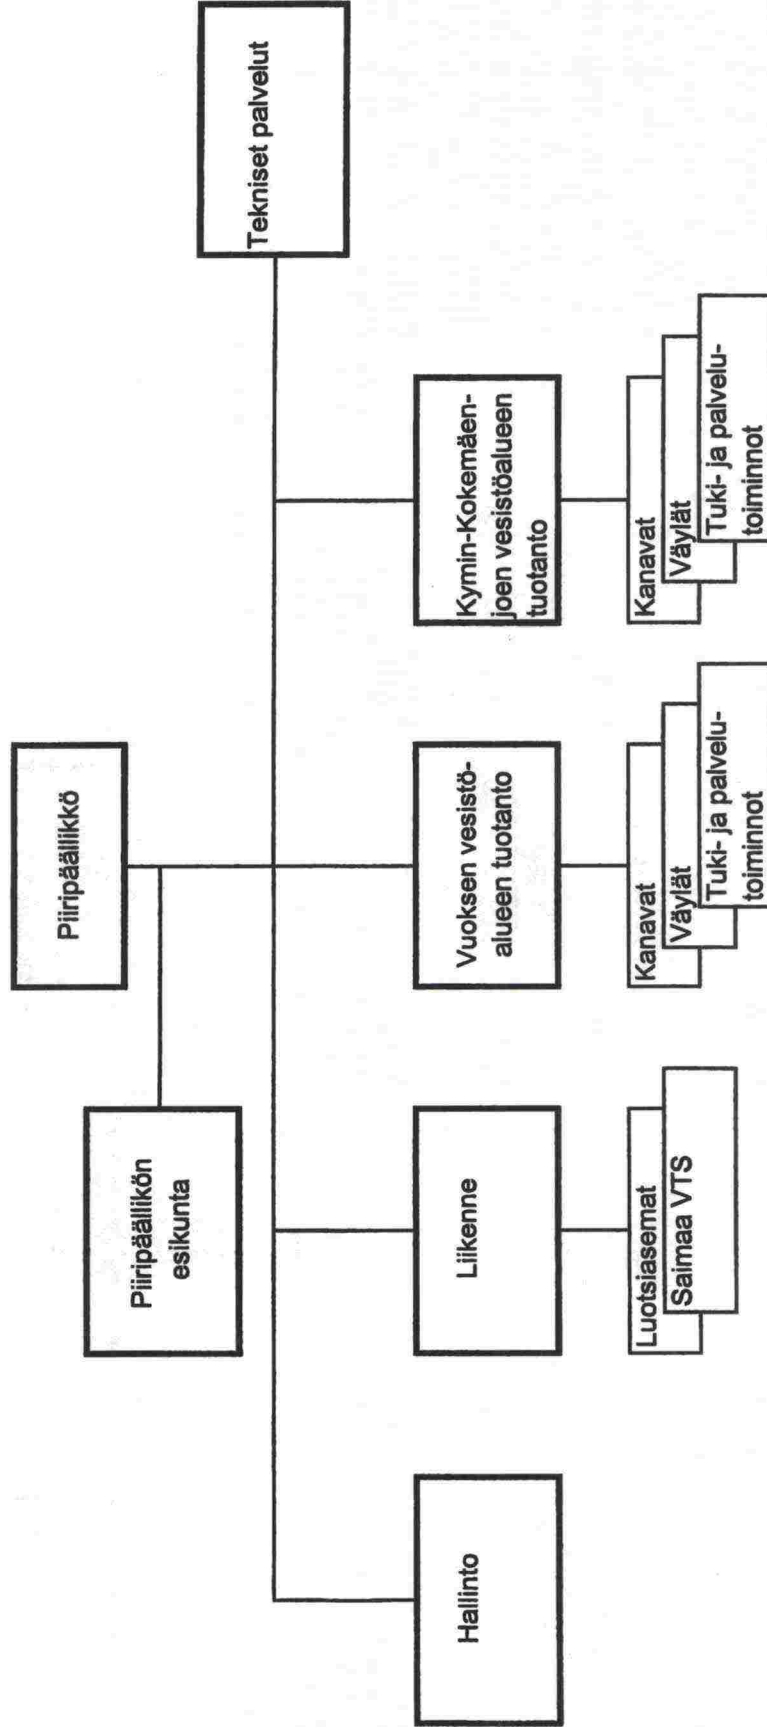 Piiripäällikkö
Piiripäällikön
esikunta
Tekniset palvelut
Hallinto
Liikenne
Luotsiasemat
Saimaa VTS
Vuoksen vesistö-
alueen tuotanto
Kanavat
Väylät
Tuki- ja palvelu-
toiminnot
Kymin-Kokemäen-
joen vesistöalueen
tuotanto
Kanavat
Väylät
Tuki- ja palvelu-
toiminnot